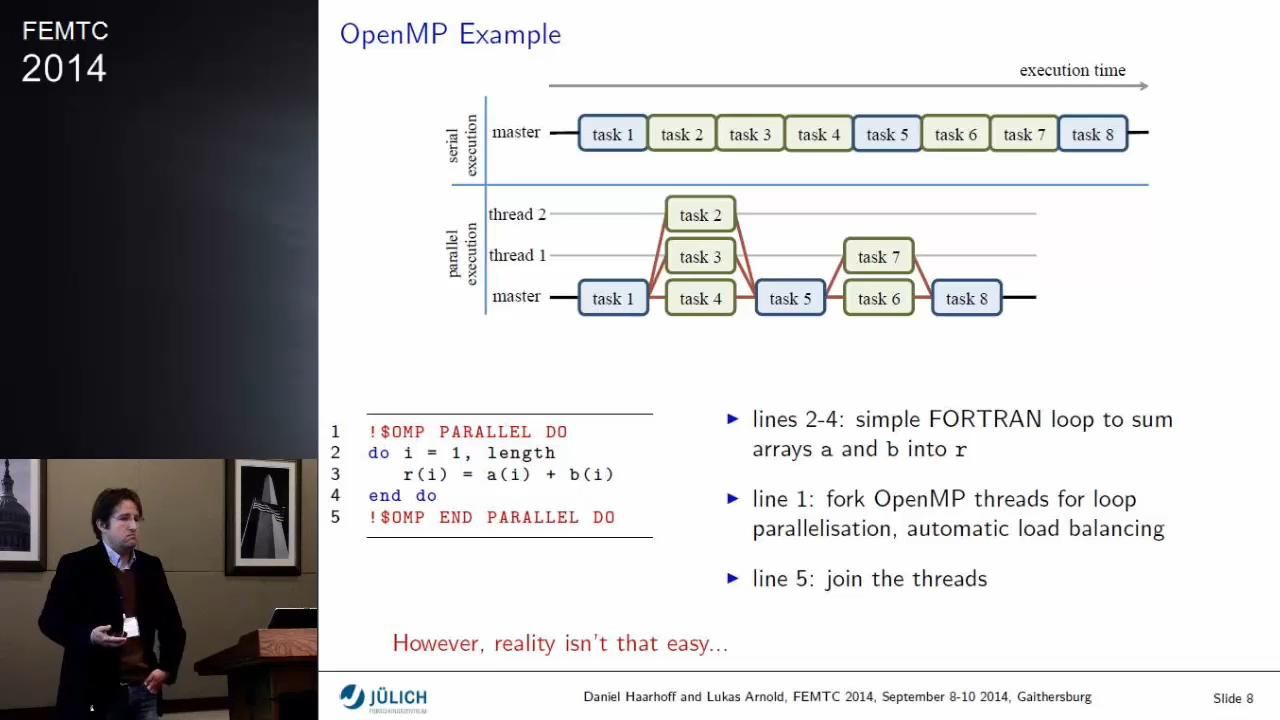 FEMTC
2014
OpenMP Example
execution time
serial execution
master
task 1 task 2 task 3 task 4 task 5 task 6 task 7 task 8
parallel execution
thread 2
task 2
thread 1
task 3 task 7
master
task 1 task 4 task 5 task 6 task 8
1 !$OMP PARALLEL DO
2 do i = 1, length
3 r(i) = a(i) + b(i)
4 end do
5 !$OMP END PARALLEL DO
lines 2-4: simple FORTRAN loop to sum
arrays a and b into r
line 1: fork OpenMP threads for loop
parallelisation, automatic load balancing
line 5: join the threads
However, reality isn't that easy...
JÜLICH
FORSCHUNGSZENTRUM
Daniel Haarhoff and Lukas Arnold, FEMTC 2014, September 8-10 2014, Gaithersburg
Slide 8